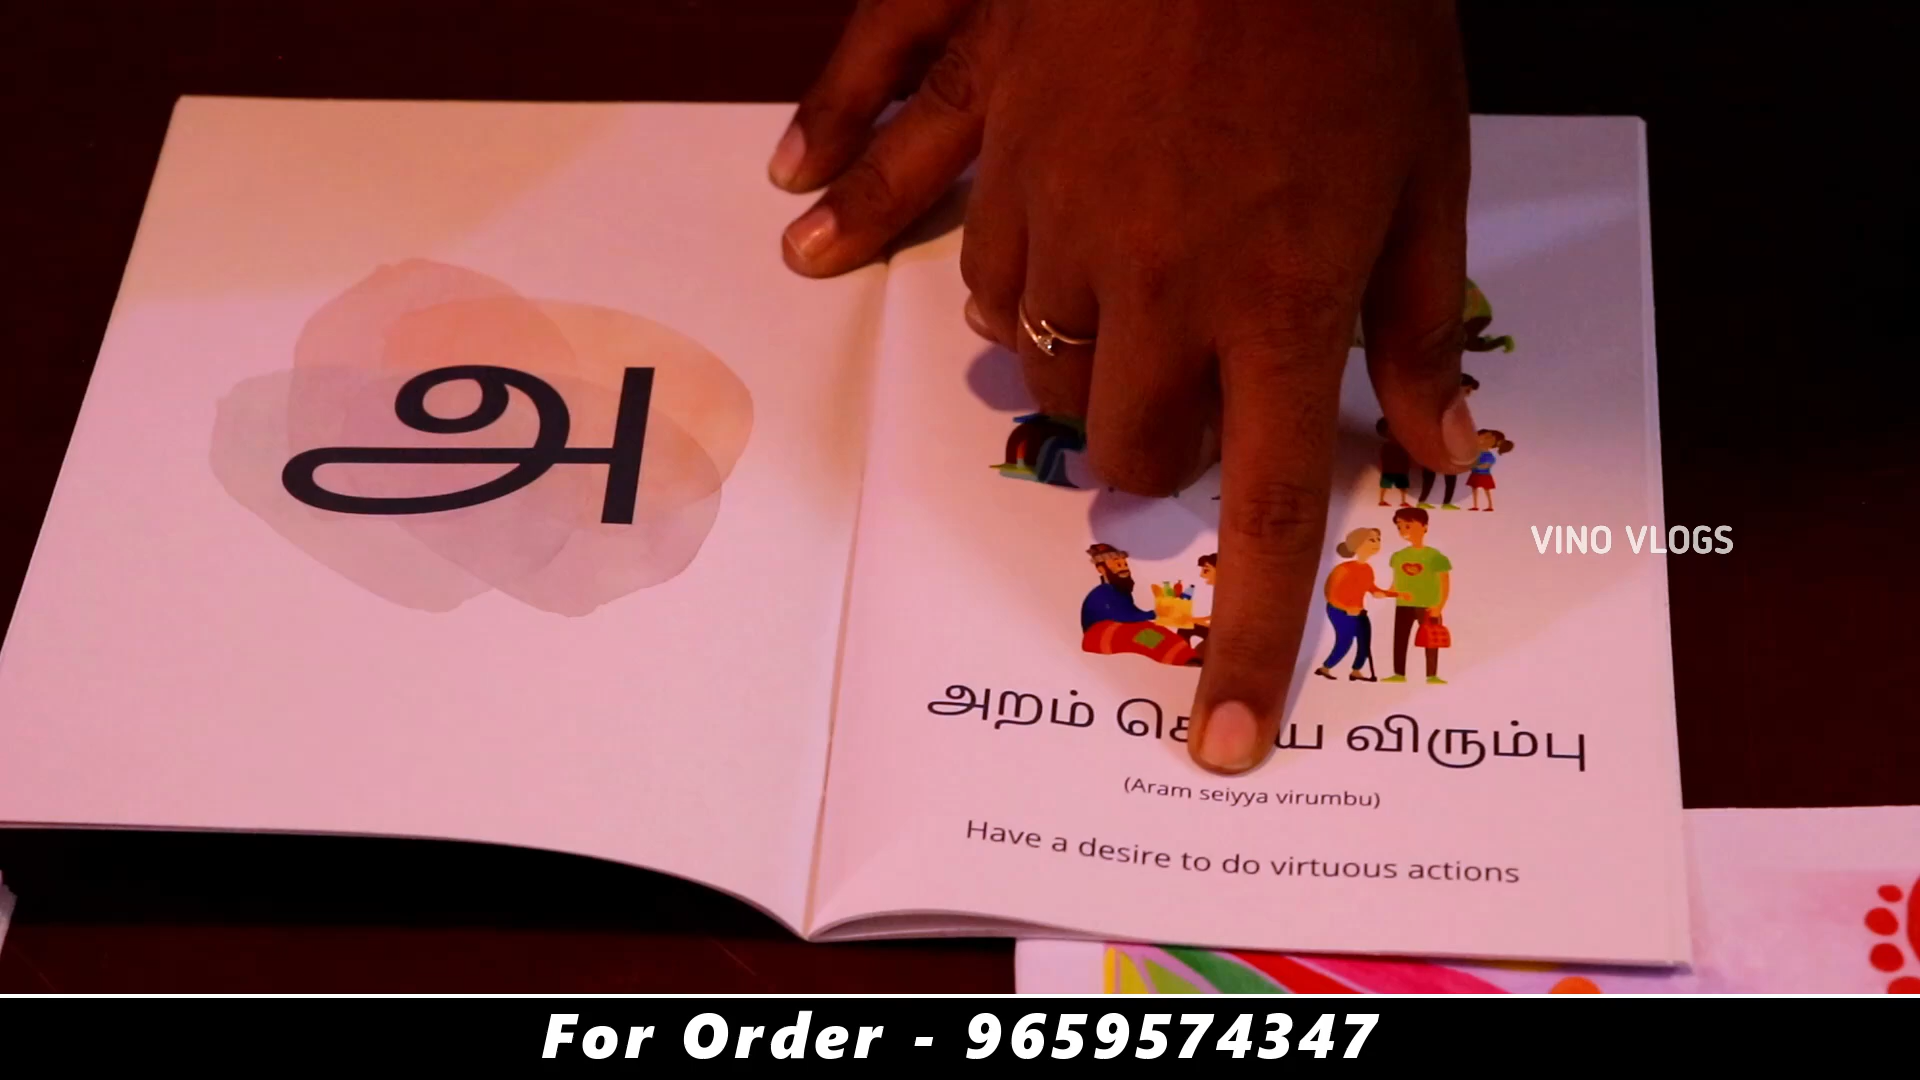 அ
அறம் விரும்பு
(Aram seiyya virumbu)
Have a desire to do virtuous actions
VINO VLOGS
For Order - 9659574347